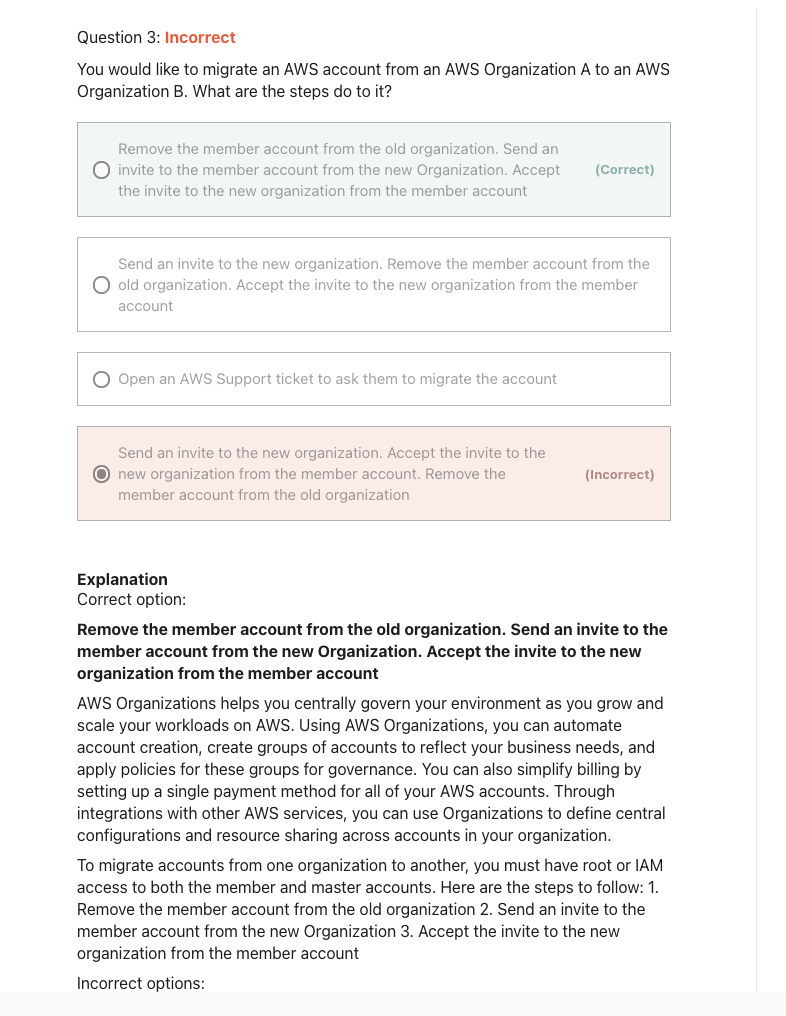 Question 3: Incorrect
You would like to migrate an AWS account from an AWS Organization A to an AWS
Organization B. What are the steps do to it?
Remove the member account from the old organization. Send an
invite to the member account from the new Organization. Accept
the invite to the new organization from the member account
(Correct)
Send an invite to the new organization. Remove the member account from the
old organization. Accept the invite to the new organization from the member
account
Open an AWS Support ticket to ask them to migrate the account
Send an invite to the new organization. Accept the invite to the
new organization from the member account. Remove the
member account from the old organization
(Incorrect)
Explanation
Correct option:
Remove the member account from the old organization. Send an invite to the
member account from the new Organization. Accept the invite to the new
organization from the member account
AWS Organizations helps you centrally govern your environment as you grow and
scale your workloads on AWS. Using AWS Organizations, you can automate
account creation, create groups of accounts to reflect your business needs, and
apply policies for these groups for governance. You can also simplify billing by
setting up a single payment method for all of your AWS accounts. Through
integrations with other AWS services, you can use Organizations to define central
configurations and resource sharing across accounts in your organization.
To migrate accounts from one organization to another, you must have root or IAM
access to both the member and master accounts. Here are the steps to follow: 1.
Remove the member account from the old organization 2. Send an invite to the
member account from the new Organization 3. Accept the invite to the new
organization from the member account
Incorrect options: